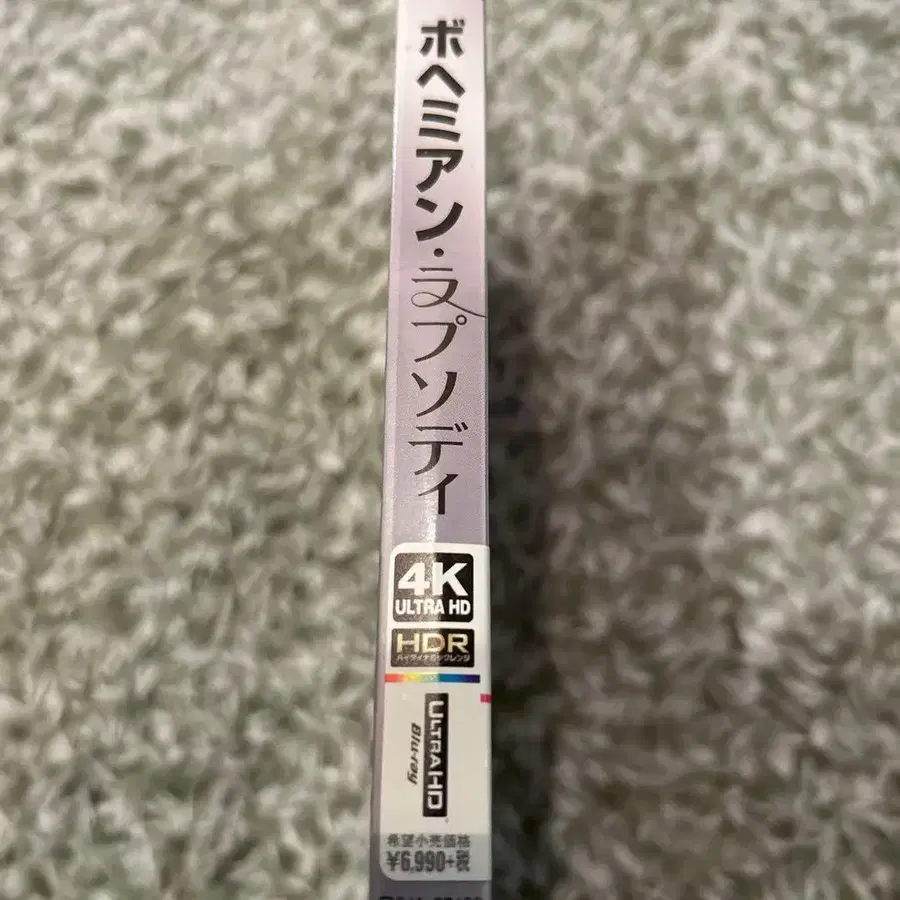 ボヘミアン・ラプソディ
4K
ULTRA HD
HDR
ハイダイナミックレンジ
ULTRA HD
Blu-ray
希望小売価格
¥6,990+税